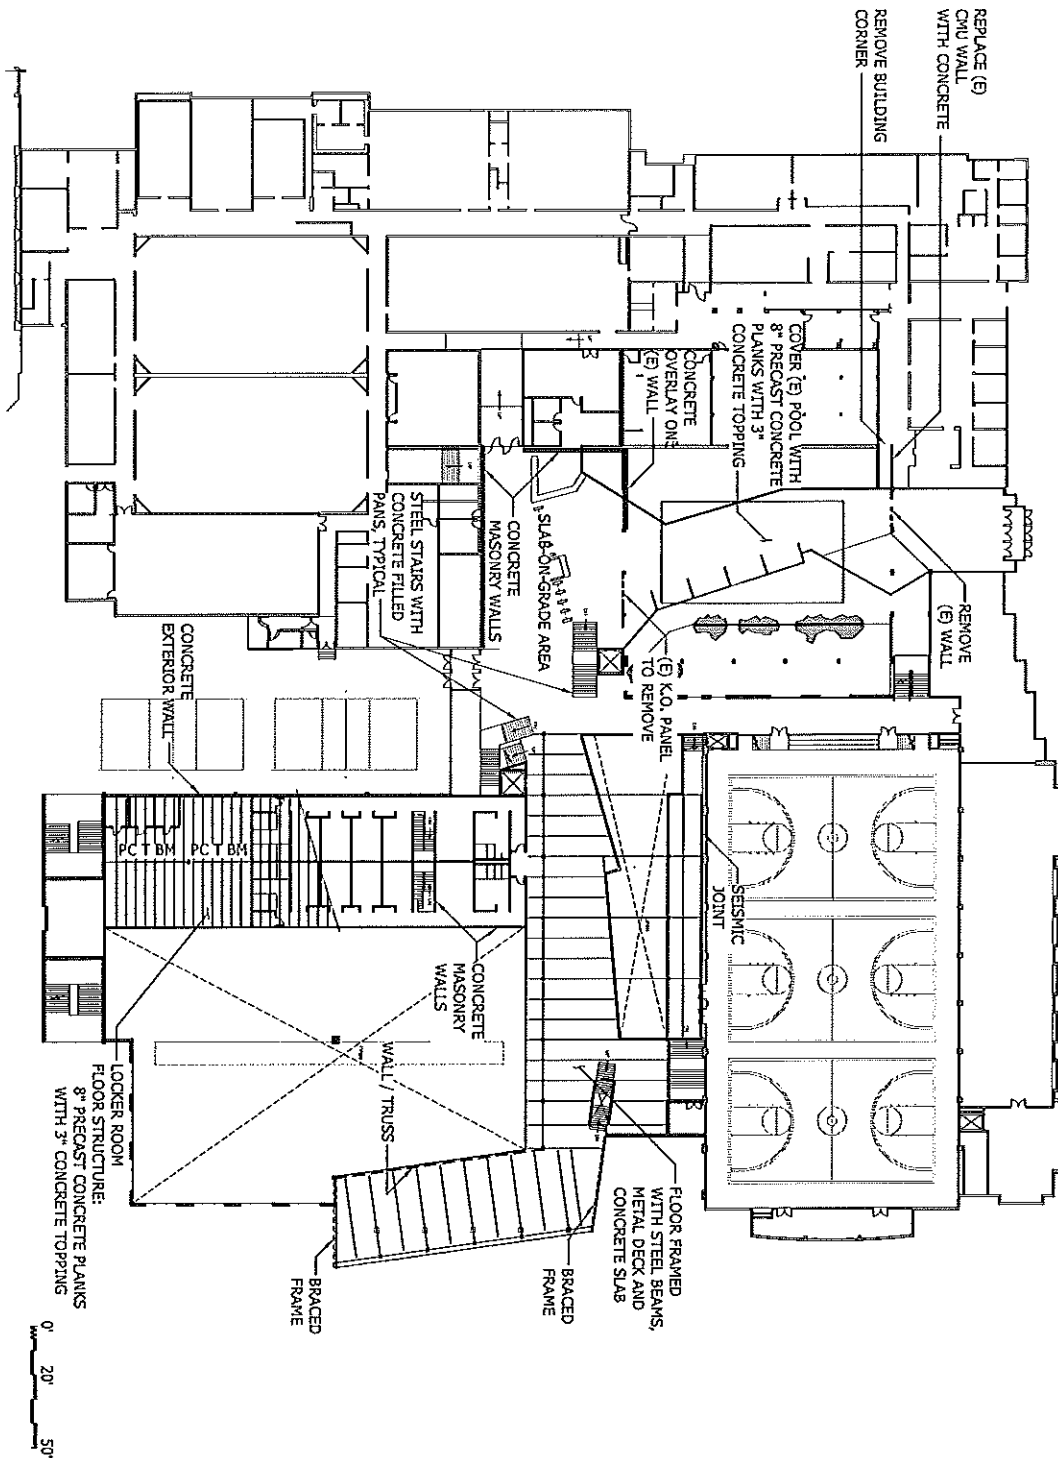 REPLACE (E)
CMU WALL
WITH CONCRETE
REMOVE BUILDING
CORNER
COVER (E) POOL WITH
8" PRECAST CONCRETE
PLANKS WITH 3"
CONCRETE TOPPING
CONCRETE
OVERLAY ON
(E) WALL
REMOVE
(E) WALL
(E) K.O. PANEL
TO REMOVE
SLAB-ON-GRADE AREA
CONCRETE
MASONRY WALLS
STEEL STAIRS WITH
CONCRETE FILLED
PANS, TYPICAL
CONCRETE
EXTERIOR WALL
SEISMIC
JOINT
PC T BM PC T BM
CONCRETE
MASONRY
WALLS
WALL / TRUSS
FLOOR FRAMED
WITH STEEL BEAMS,
METAL DECK AND
CONCRETE SLAB
BRACED
FRAME
BRACED
FRAME
LOCKER ROOM
FLOOR STRUCTURE:
8" PRECAST CONCRETE PLANKS
WITH 3" CONCRETE TOPPING
0' 20' 50'